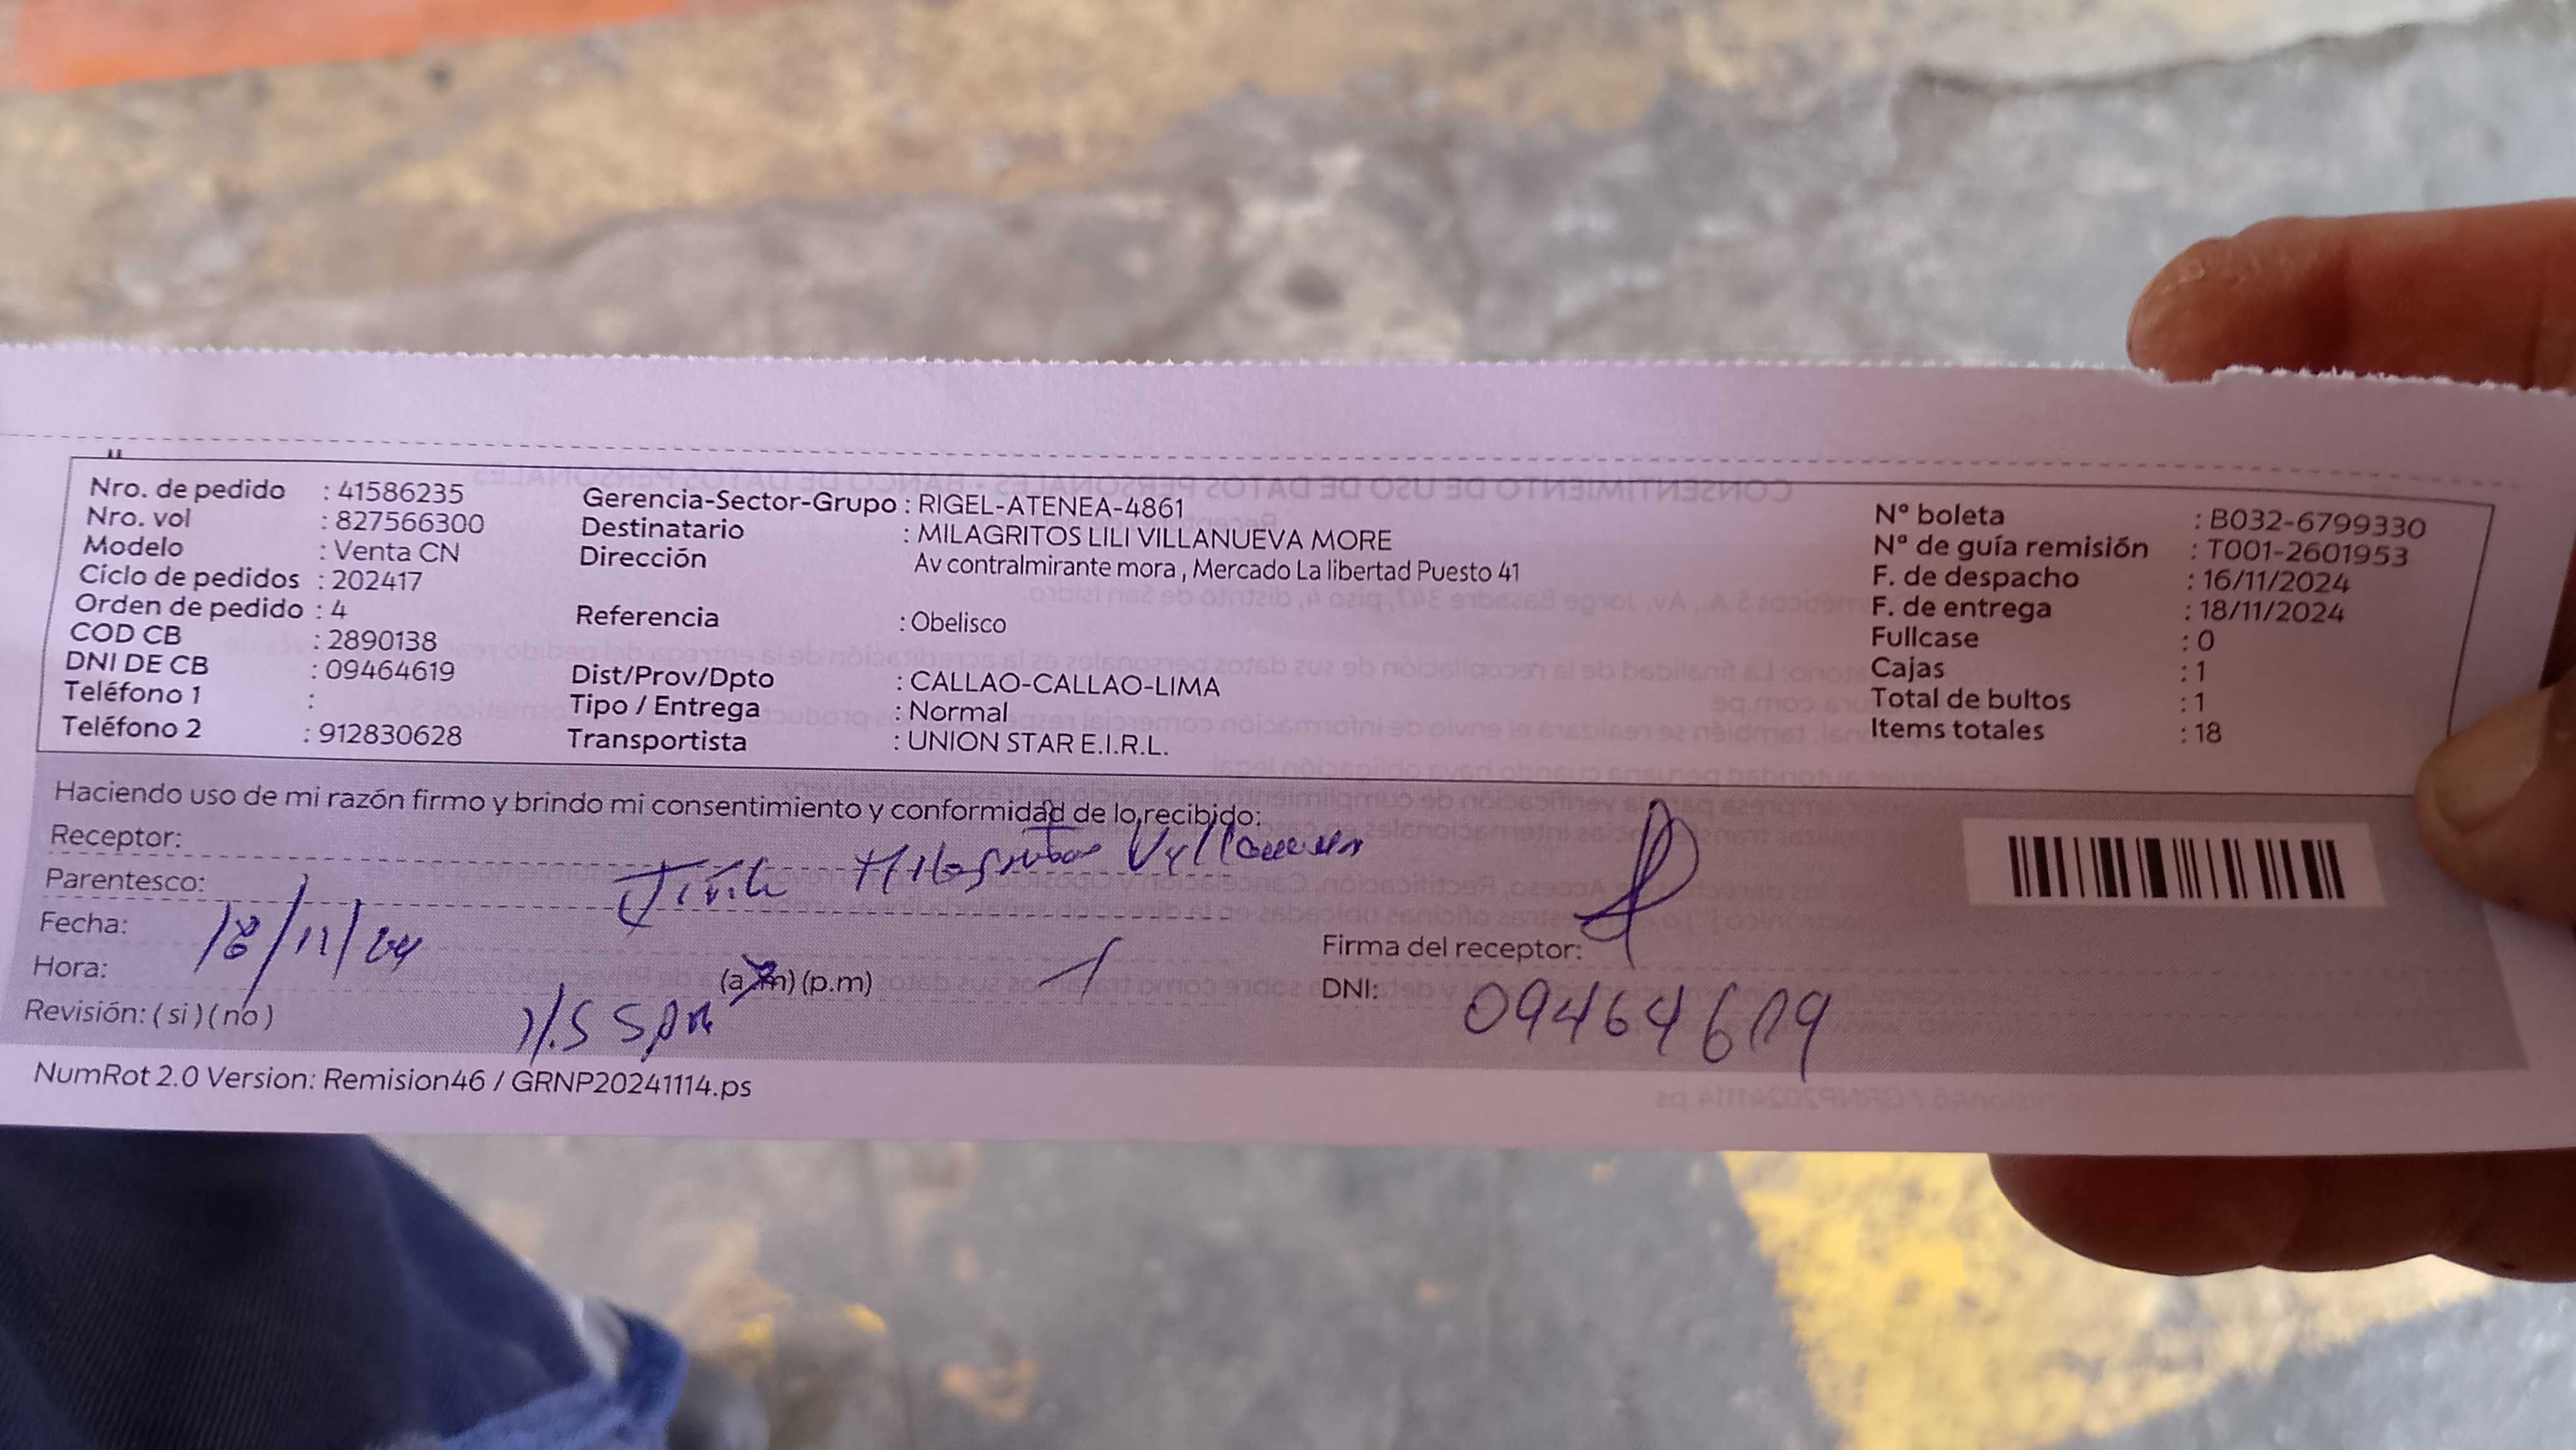 Nro. de pedido : 41586235
Nro. vol : 827566300
Modelo : Venta CN
Ciclo de pedidos : 202417
Orden de pedido : 4
COD CB : 2890138
DNI DE CB : 09464619
Teléfono 1 :
Teléfono 2 : 912830628
Gerencia-Sector-Grupo : RIGEL-ATENEA-4861
Destinatario : MILAGRITOS LILI VILLANUEVA MORE
Dirección Av contralmirante mora , Mercado La libertad Puesto 41
Referencia : Obelisco
Dist/Prov/Dpto : CALLAO-CALLAO-LIMA
Tipo / Entrega : Normal
Transportista : UNION STAR E.I.R.L.
N° boleta : B032-6799330
N° de guía remisión : T001-2601953
F. de despacho : 16/11/2024
F. de entrega : 18/11/2024
Fullcase : 0
Cajas : 1
Total de bultos : 1
Items totales : 18
Haciendo uso de mi razón firmo y brindo mi consentimiento y conformidad de lo recibido:
Receptor:
Parentesco:
Fecha: 18/11/24
Hora: (a.m) (p.m)
Revisión: ( si ) ( no )
Firma del receptor:
DNI: 09464619
NumRot 2.0 Version: Remision46 / GRNP20241114.ps